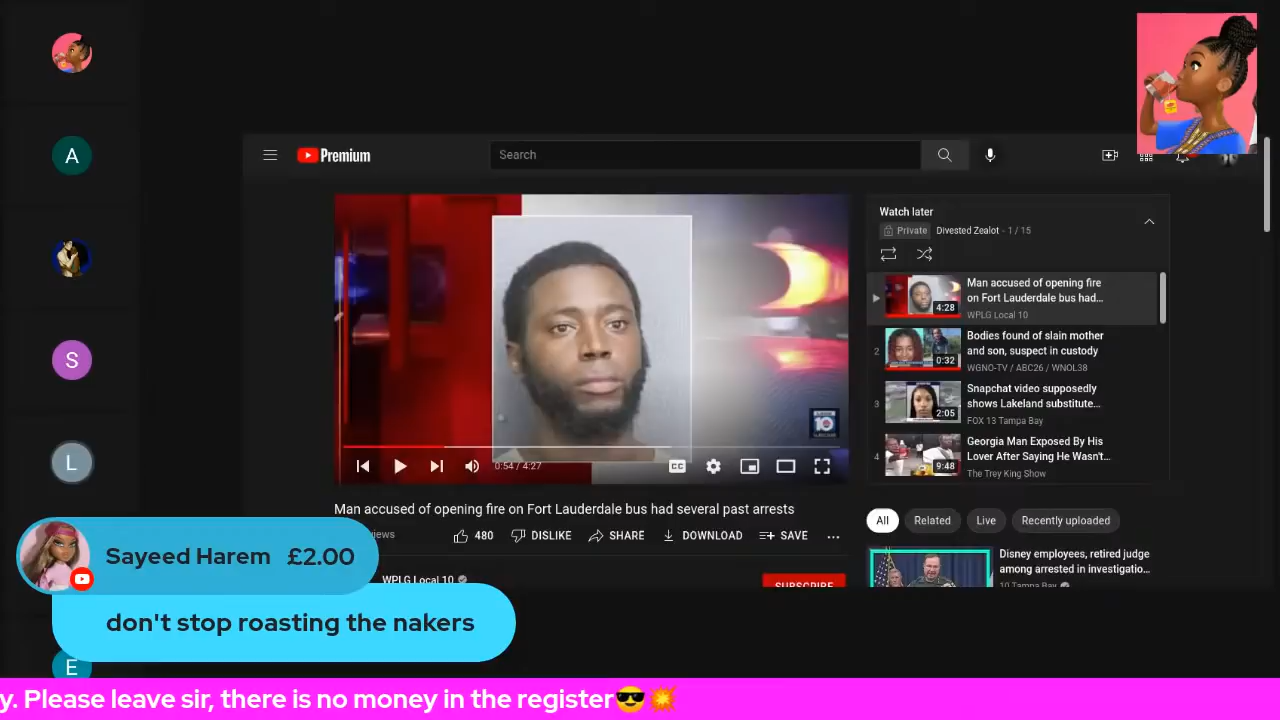 Premium
Search
Watch later
Private Divested Zealot - 1 / 15
4:28
Man accused of opening fire
on Fort Lauderdale bus had...
WPLG Local 10
2
0:32
Bodies found of slain mother
and son, suspect in custody
WGNO-TV / ABC26 / WNOL38
3
2:05
Snapchat video supposedly
shows Lakeland substitute...
FOX 13 Tampa Bay
4
9:48
Georgia Man Exposed By His
Lover After Saying He Wasn't...
The Trey King Show
10
CC
0:54 / 4:27
Man accused of opening fire on Fort Lauderdale bus had several past arrests
480 DISLIKE SHARE DOWNLOAD SAVE ...
WPLG Local 10
SUBSCRIBE
All Related Live Recently uploaded
Disney employees, retired judge
among arrested in investigatio...
10 Tampa Bay
A
S
L
E
Sayeed Harem £2.00
don't stop roasting the nakers
y. Please leave sir, there is no money in the register😎💥